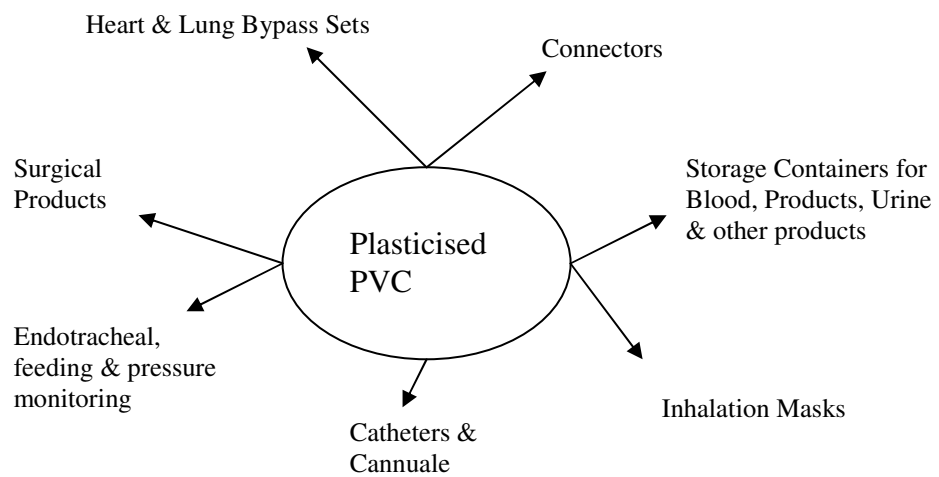 Heart & Lung Bypass Sets
Connectors
Surgical
Products
Storage Containers for
Blood, Products, Urine
& other products
Plasticised
PVC
Endotracheal,
feeding & pressure
monitoring
Inhalation Masks
Catheters &
Cannuale